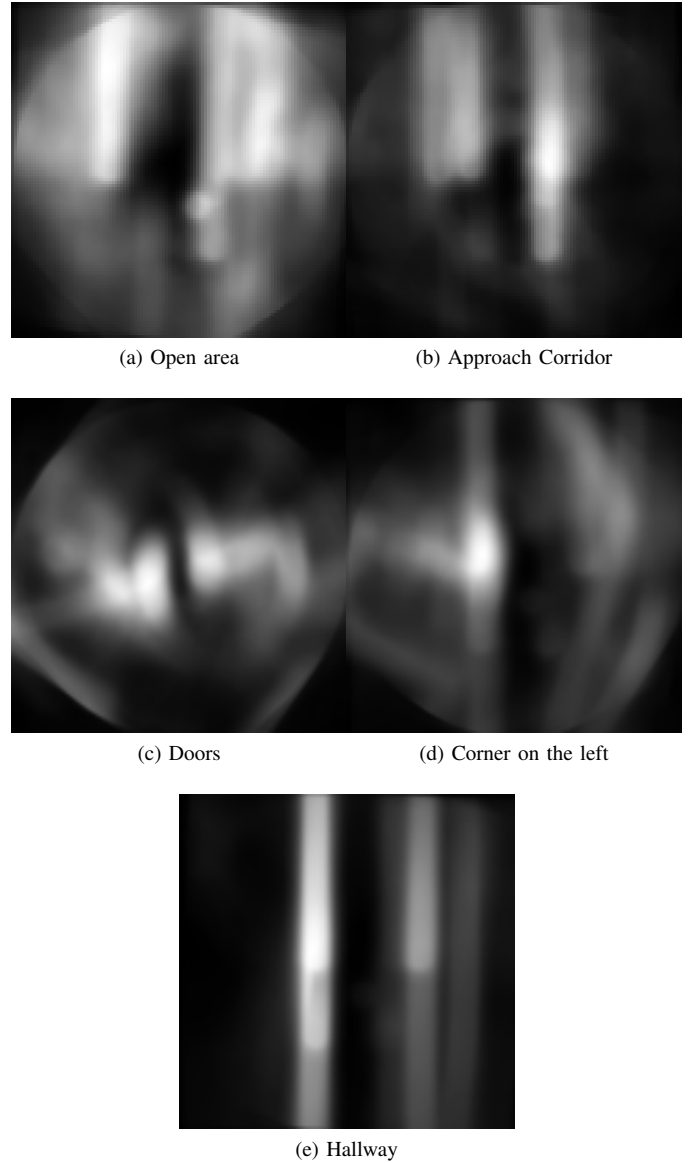 (a) Open area
(b) Approach Corridor
(c) Doors
(d) Corner on the left
(e) Hallway